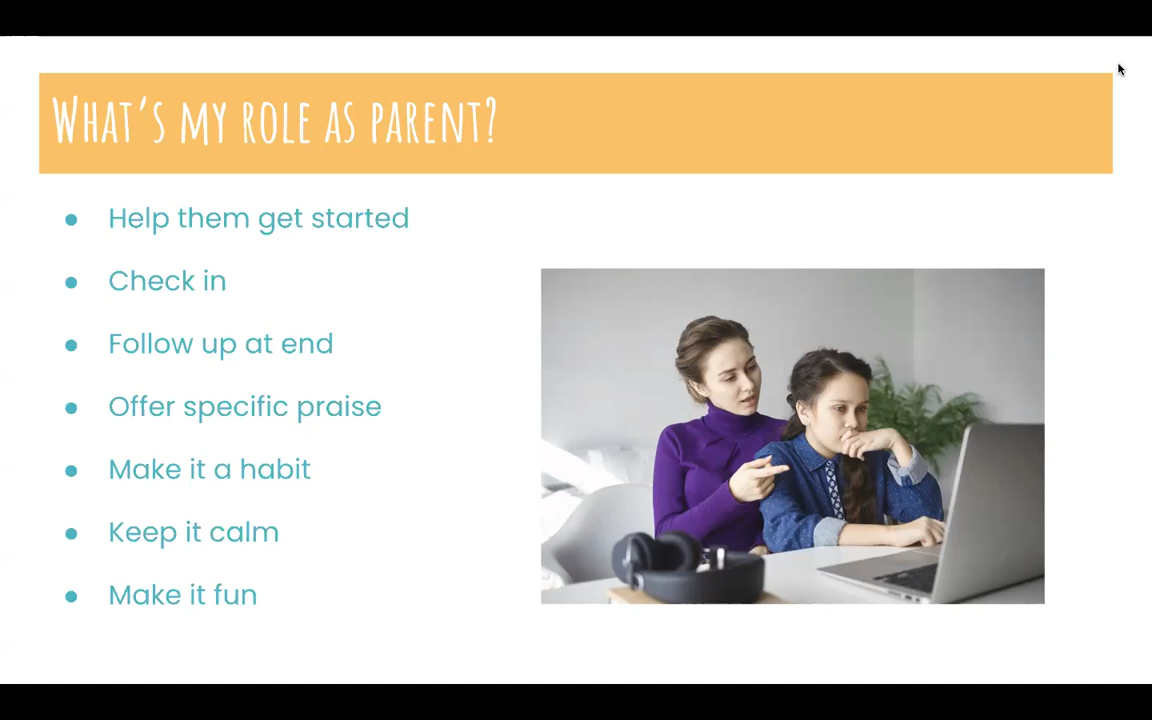 What's my role as parent?
● Help them get started
● Check in
● Follow up at end
● Offer specific praise
● Make it a habit
● Keep it calm
● Make it fun